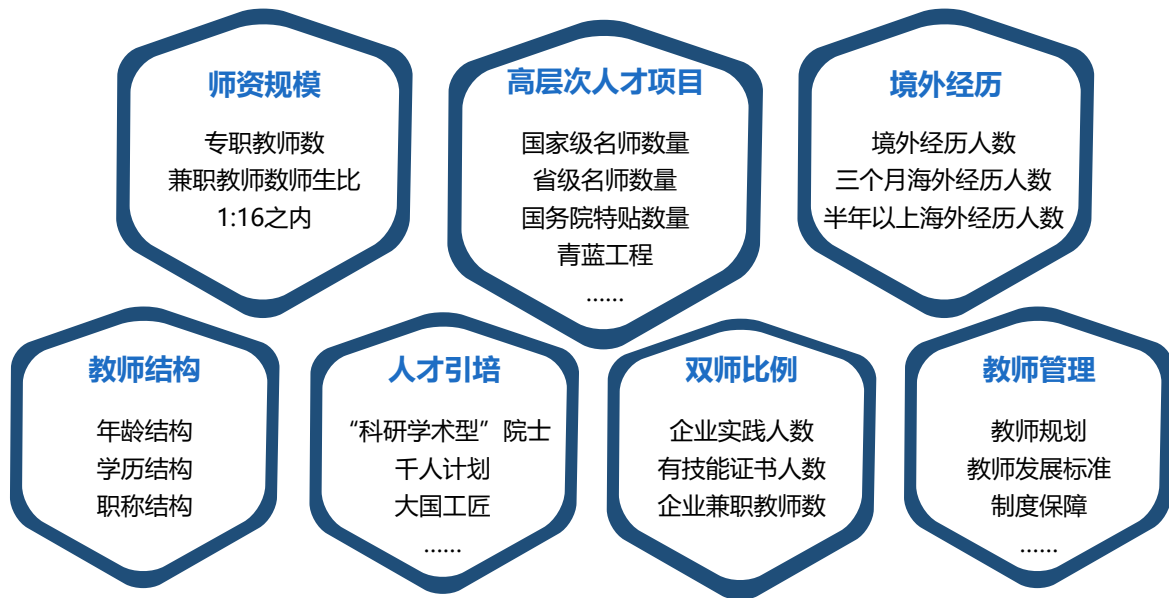 师资规模
专职教师数
兼职教师数师生比
1:16之内
高层次人才项目
国家级名师数量
省级名师数量
国务院特贴数量
青蓝工程
……
境外经历
境外经历人数
三个月海外经历人数
半年以上海外经历人数
教师结构
年龄结构
学历结构
职称结构
人才引培
“科研学术型”院士
千人计划
大国工匠
……
双师比例
企业实践人数
有技能证书人数
企业兼职教师数
教师管理
教师规划
教师发展标准
制度保障
……